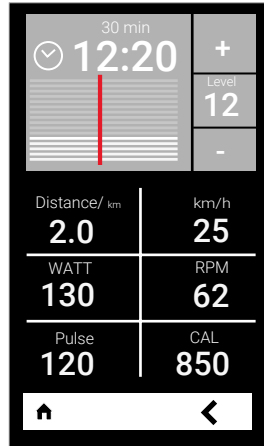 30 min
12:20
+
Level
12
-
Distance/ km
2.0
km/h
25
WATT
130
RPM
62
Pulse
120
CAL
850